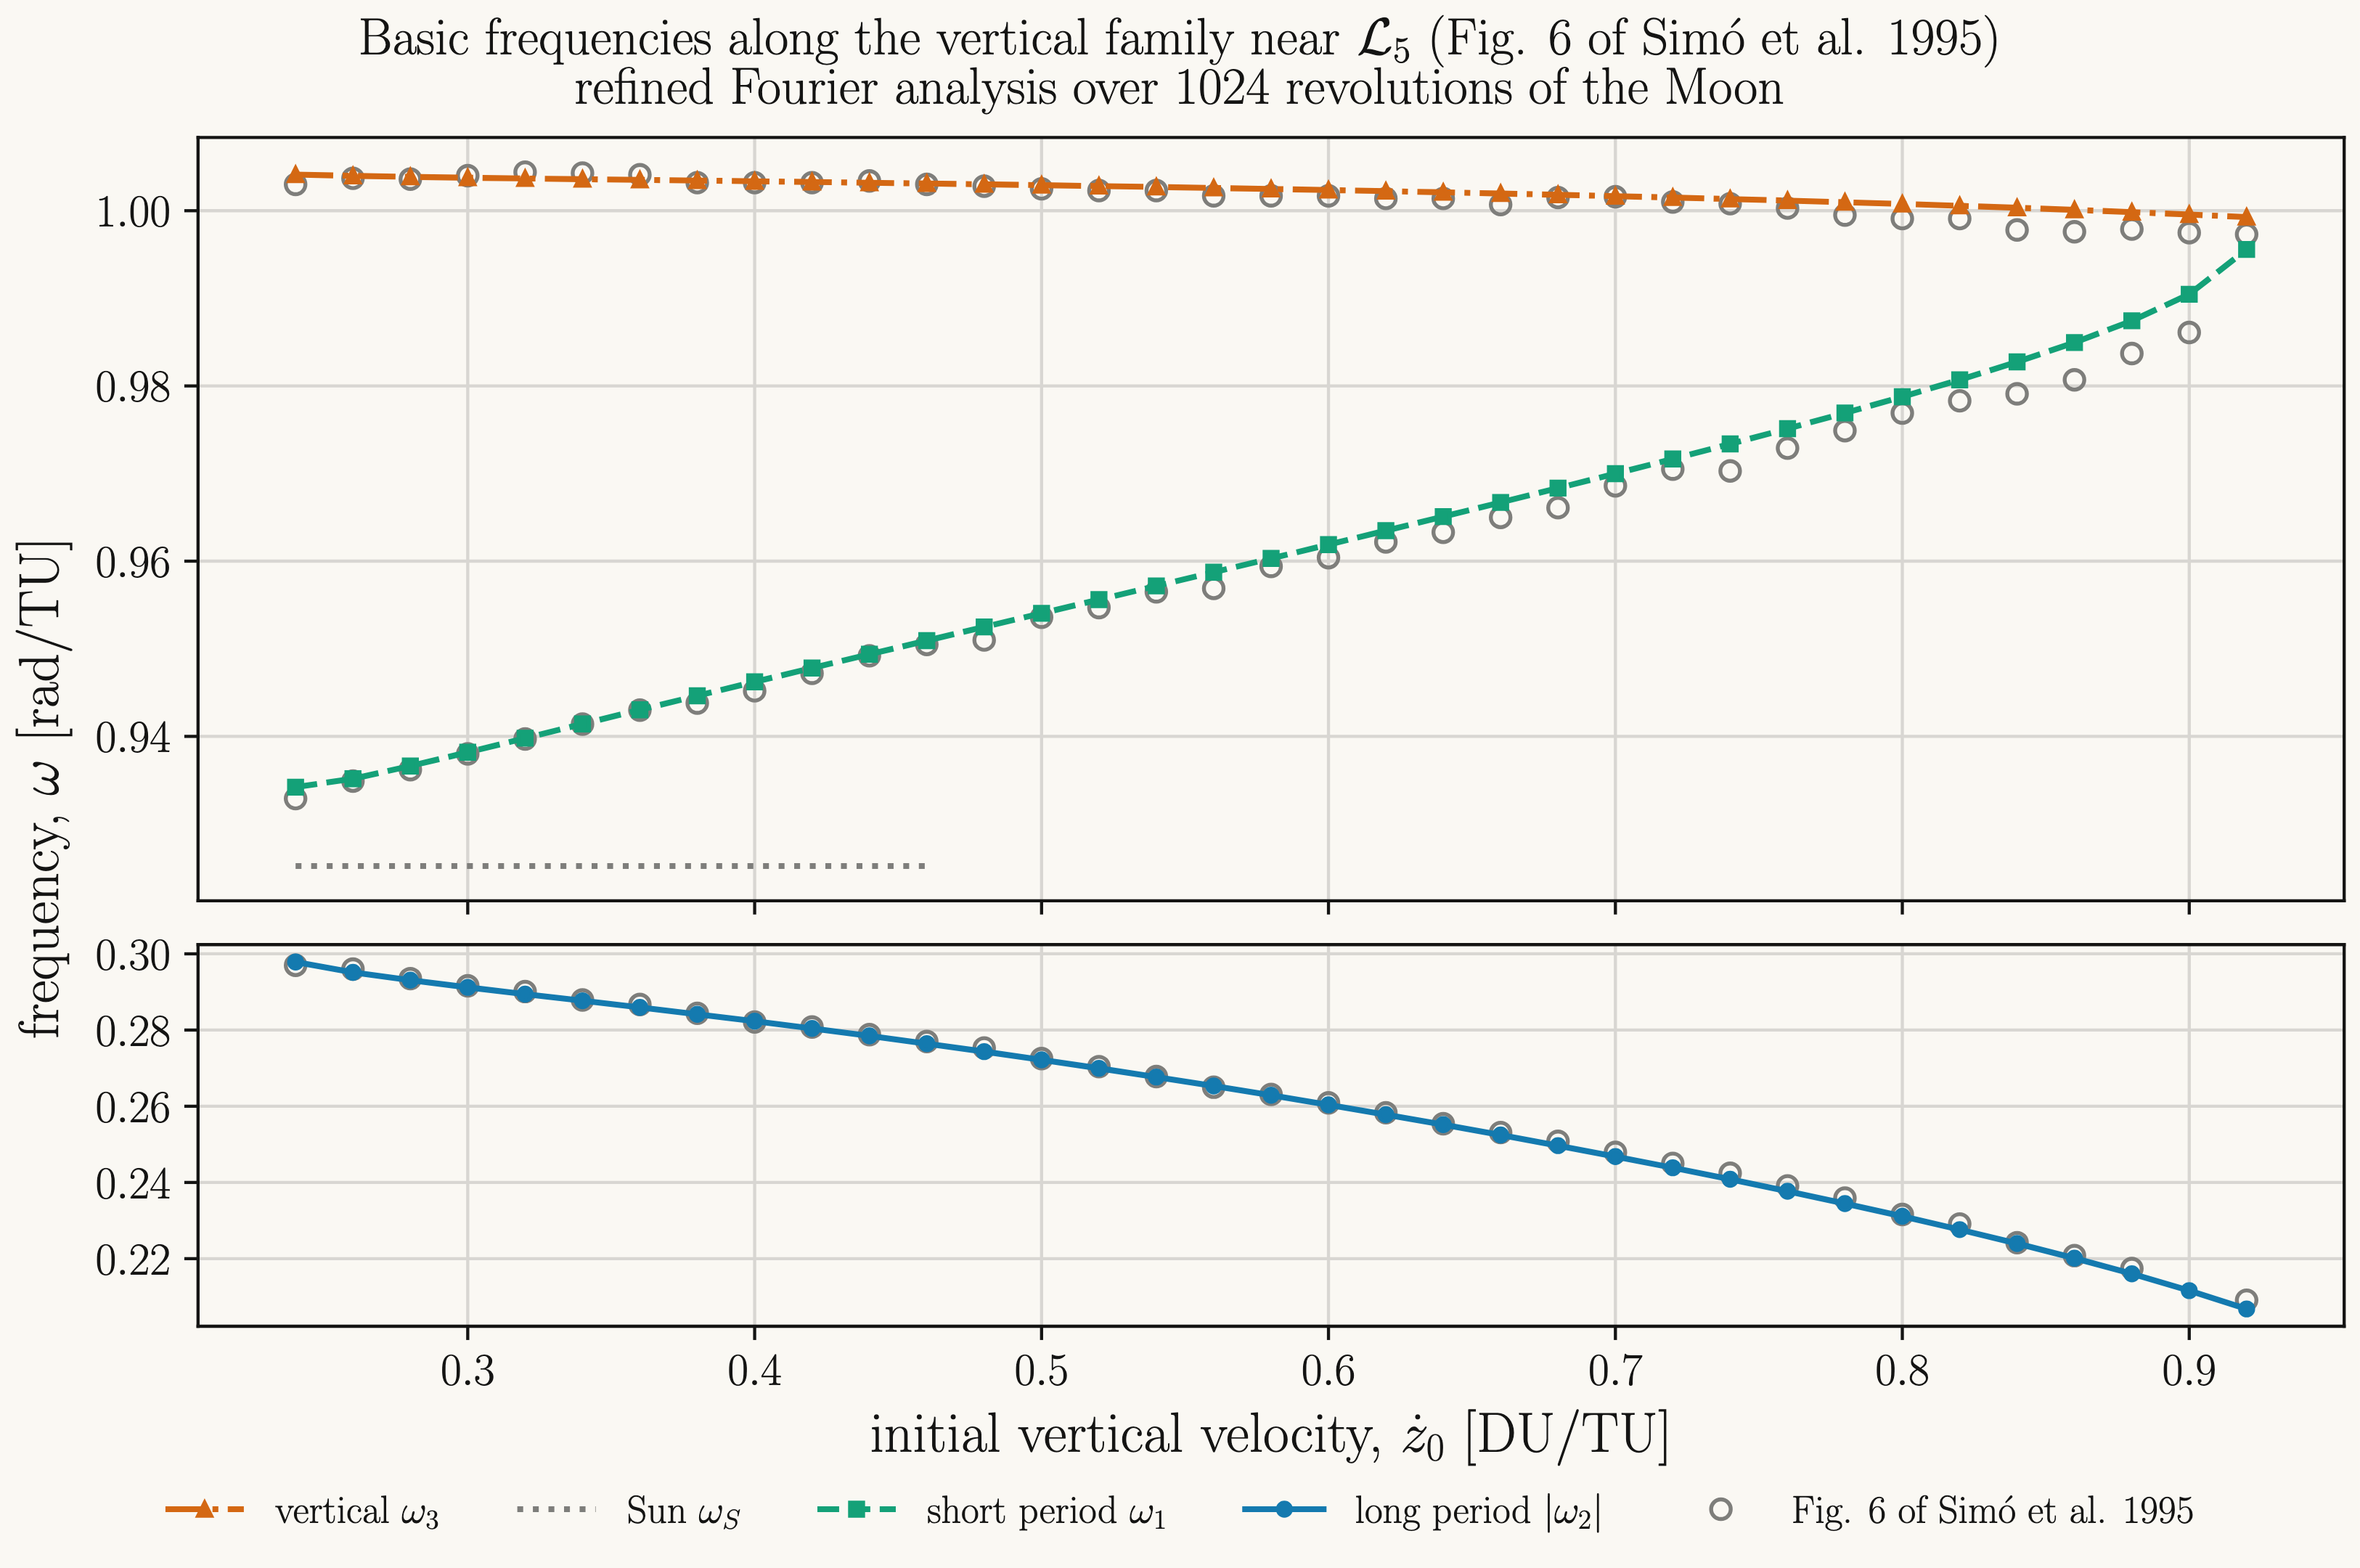 Basic frequencies along the vertical family near 𝓛₅ (Fig. 6 of Simó et al. 1995)
refined Fourier analysis over 1024 revolutions of the Moon
frequency, ω [rad/TU]
1.00
0.98
0.96
0.94
0.30
0.28
0.26
0.24
0.22
0.3 0.4 0.5 0.6 0.7 0.8 0.9
initial vertical velocity, ż₀ [DU/TU]
vertical ω₃ Sun ω_S short period ω₁ long period |ω₂| Fig. 6 of Simó et al. 1995